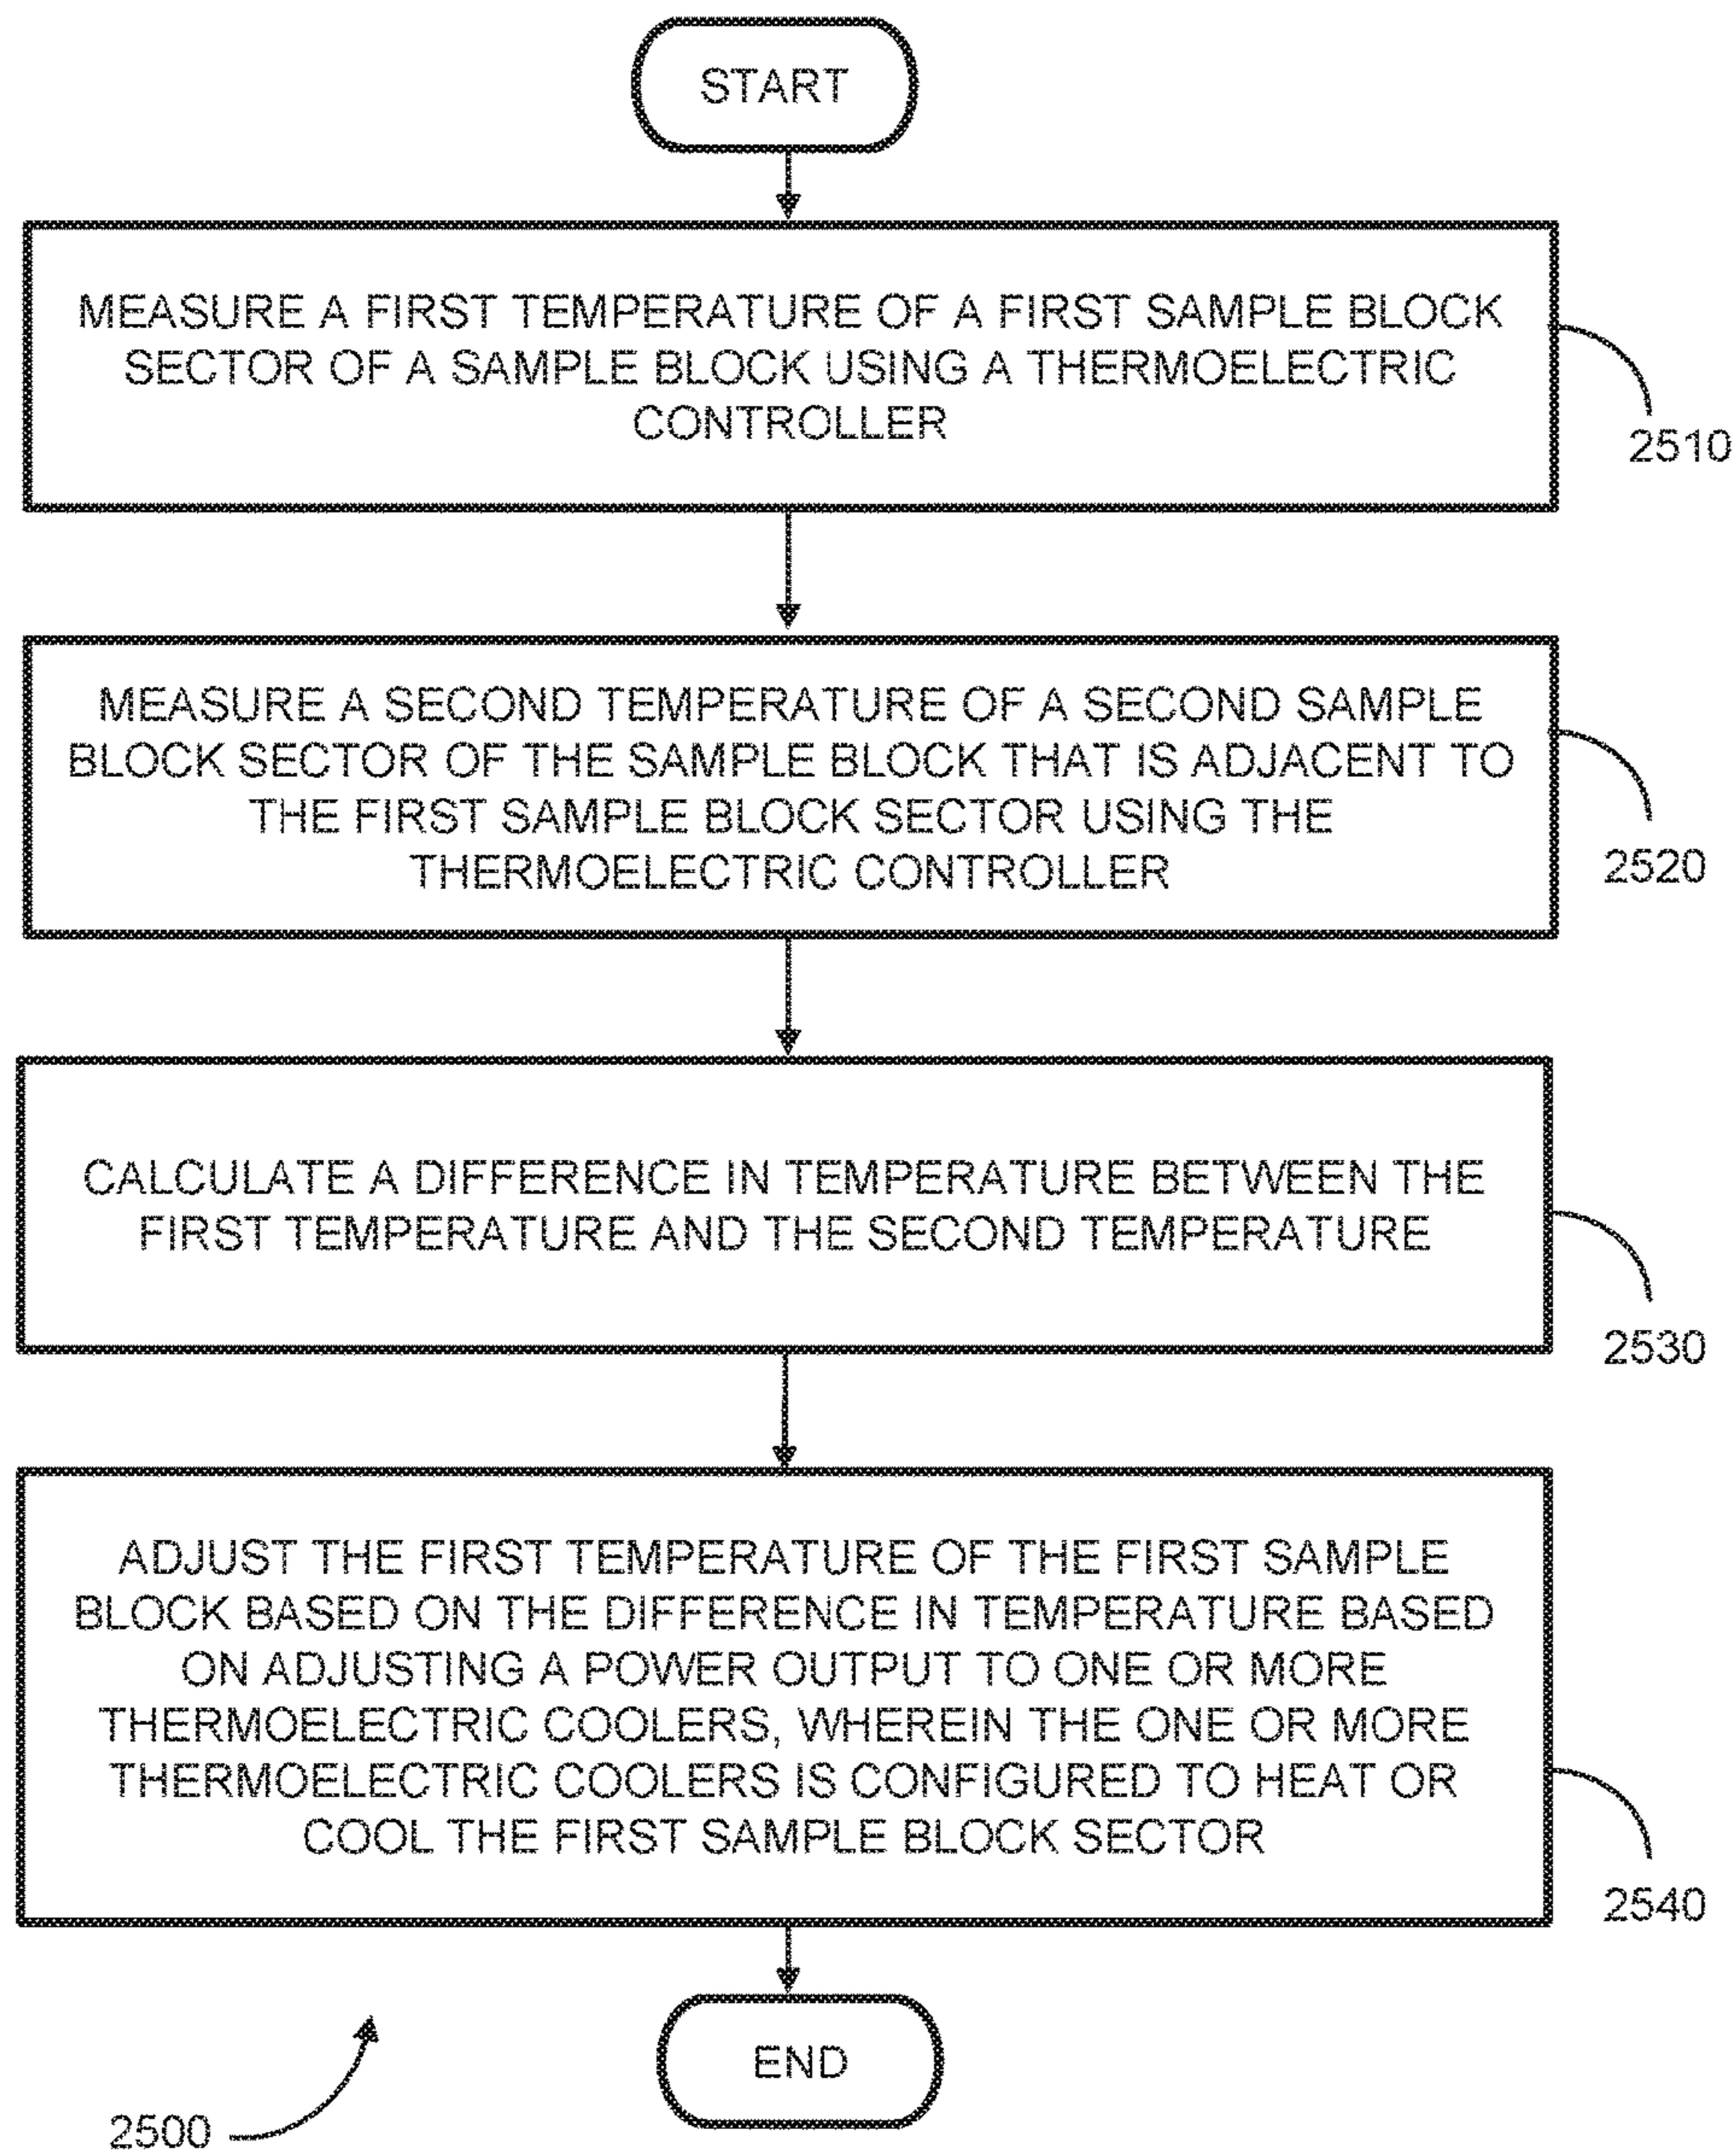 START
MEASURE A FIRST TEMPERATURE OF A FIRST SAMPLE BLOCK
SECTOR OF A SAMPLE BLOCK USING A THERMOELECTRIC
CONTROLLER
2510
MEASURE A SECOND TEMPERATURE OF A SECOND SAMPLE
BLOCK SECTOR OF THE SAMPLE BLOCK THAT IS ADJACENT TO
THE FIRST SAMPLE BLOCK SECTOR USING THE
THERMOELECTRIC CONTROLLER
2520
CALCULATE A DIFFERENCE IN TEMPERATURE BETWEEN THE
FIRST TEMPERATURE AND THE SECOND TEMPERATURE
2530
ADJUST THE FIRST TEMPERATURE OF THE FIRST SAMPLE
BLOCK BASED ON THE DIFFERENCE IN TEMPERATURE BASED
ON ADJUSTING A POWER OUTPUT TO ONE OR MORE
THERMOELECTRIC COOLERS, WHEREIN THE ONE OR MORE
THERMOELECTRIC COOLERS IS CONFIGURED TO HEAT OR
COOL THE FIRST SAMPLE BLOCK SECTOR
2540
END
2500